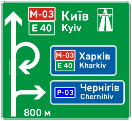 М-03 Київ
E 40 Kyiv
М-03 Харків
E 40 Kharkiv
Р-03 Чернігів
Chernihiv
800 м